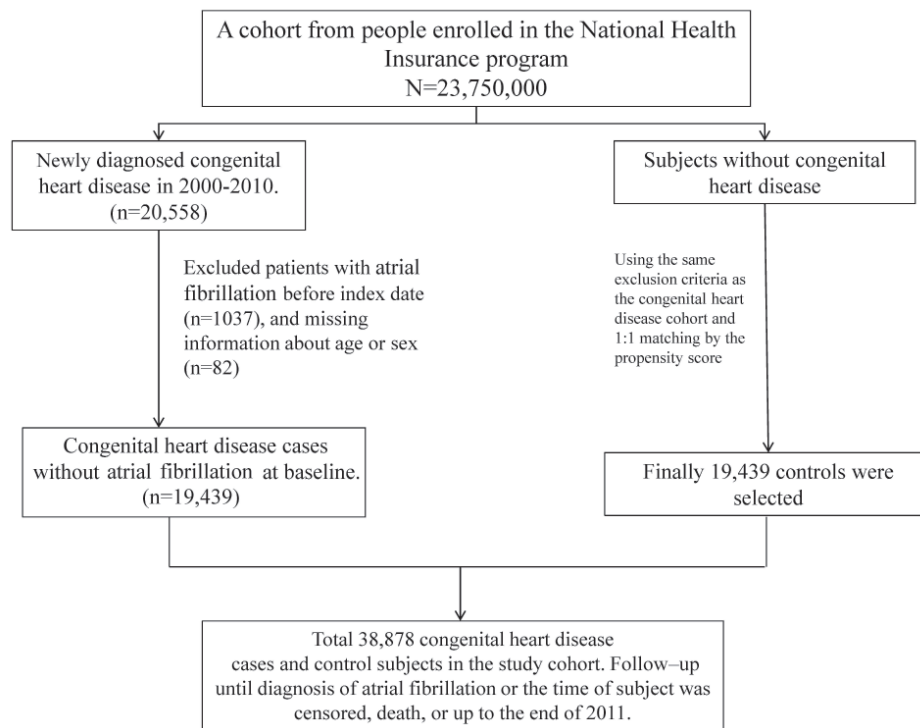 A cohort from people enrolled in the National Health
Insurance program
N=23,750,000
Newly diagnosed congenital
heart disease in 2000-2010.
(n=20,558)
Subjects without congenital
heart disease
Excluded patients with atrial
fibrillation before index date
(n=1037), and missing
information about age or sex
(n=82)
Using the same
exclusion criteria as
the congenital heart
disease cohort and
1:1 matching by the
propensity score
Congenital heart disease cases
without atrial fibrillation at baseline.
(n=19,439)
Finally 19,439 controls were
selected
Total 38,878 congenital heart disease
cases and control subjects in the study cohort. Follow–up
until diagnosis of atrial fibrillation or the time of subject was
censored, death, or up to the end of 2011.